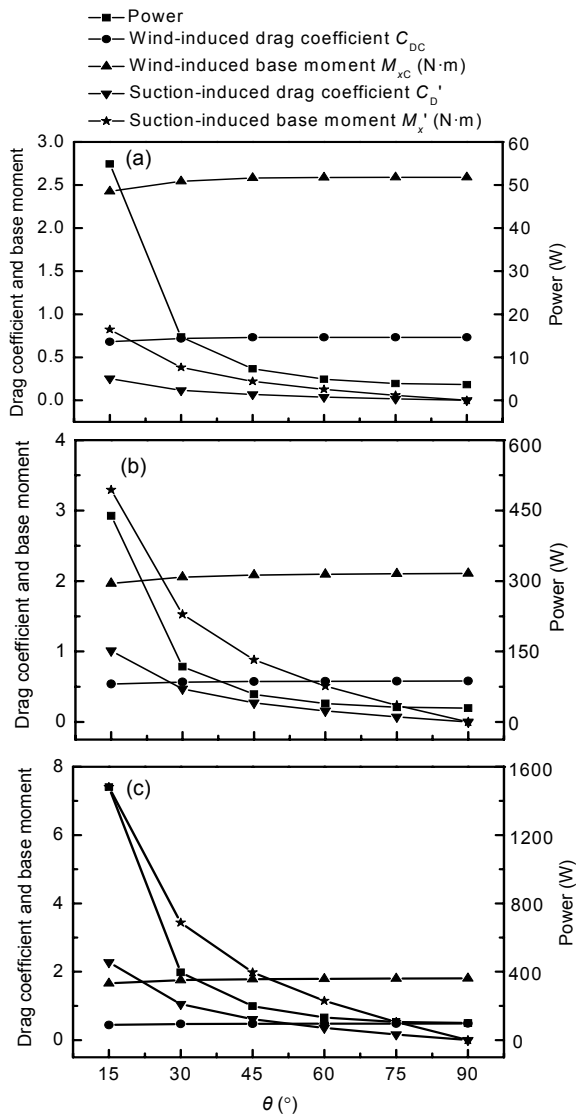 Power
Wind-induced drag coefficient C_DC
Wind-induced base moment M_xC (N·m)
Suction-induced drag coefficient C_D'
Suction-induced base moment M_x' (N·m)
(a)
Drag coefficient and base moment
3.0
2.5
2.0
1.5
1.0
0.5
0.0
60
50
40
30
20
10
0
Power (W)
(b)
Drag coefficient and base moment
4
3
2
1
0
600
450
300
150
0
Power (W)
(c)
Drag coefficient and base moment
8
6
4
2
0
1600
1200
800
400
0
Power (W)
15 30 45 60 75 90
θ (°)